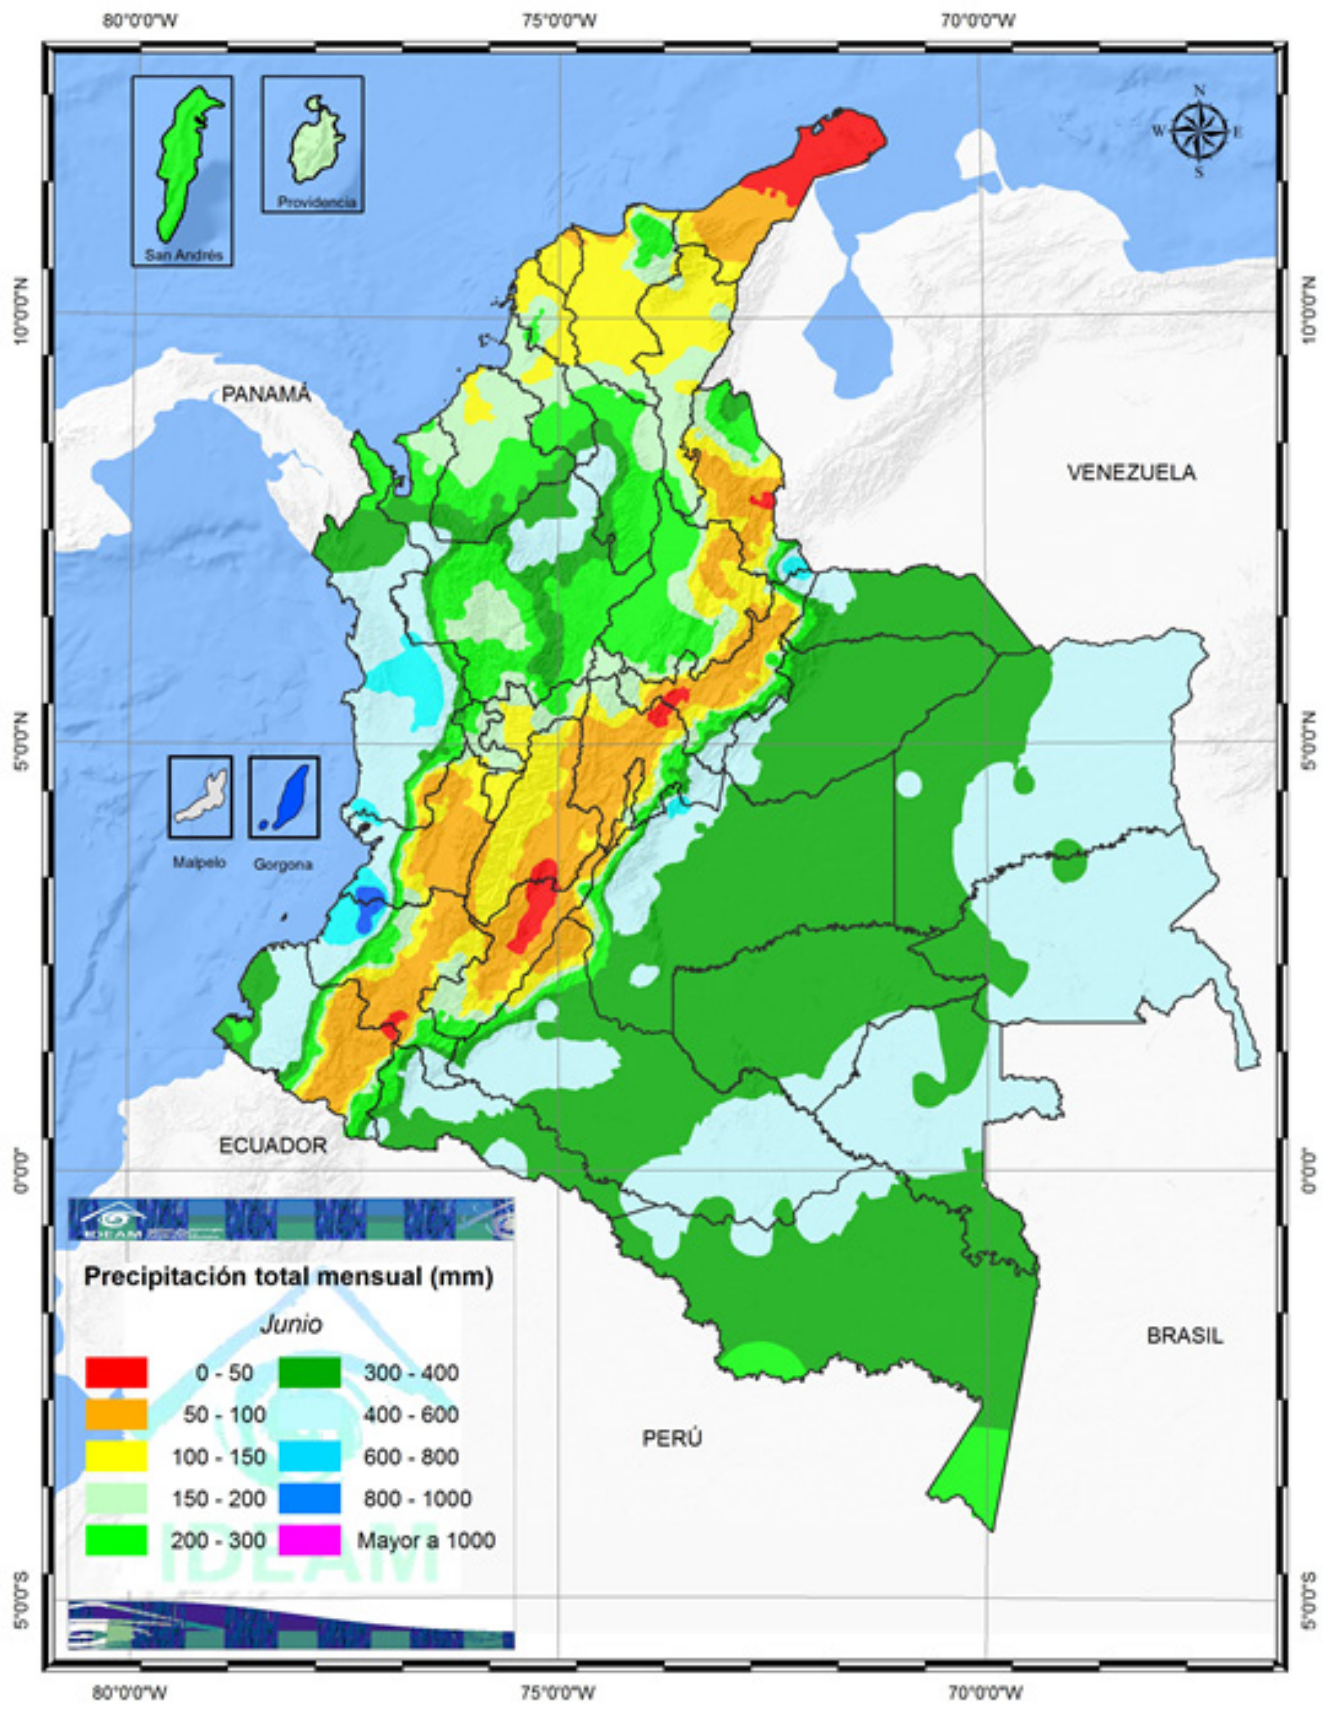 80°0'0"W 75°0'0"W 70°0'0"W
N
W E
S
San Andrés
Providencia
10°0'0"N 10°0'0"N
PANAMÁ
VENEZUELA
5°0'0"N 5°0'0"N
Malpelo Gorgona
ECUADOR
0°0'0" 0°0'0"
IDEAM
Precipitación total mensual (mm)
Junio
0 - 50 300 - 400
50 - 100 400 - 600
100 - 150 600 - 800
150 - 200 800 - 1000
200 - 300 Mayor a 1000
IDEAM
BRASIL
PERÚ
5°0'0"S 5°0'0"S
80°0'0"W 75°0'0"W 70°0'0"W